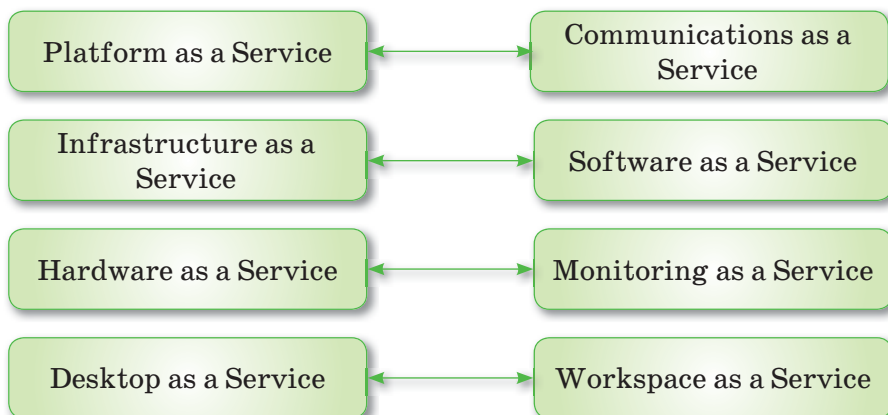 Platform as a Service
Communications as a
Service
Infrastructure as a
Service
Software as a Service
Hardware as a Service
Monitoring as a Service
Desktop as a Service
Workspace as a Service